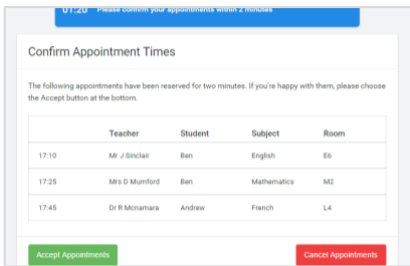 01:20 Please confirm your appointments within 2 minutes
Confirm Appointment Times
The following appointments have been reserved for two minutes. If you're happy with them, please choose
the Accept button at the bottom.
Teacher Student Subject Room
17:10 Mr J Sinclair Ben English E6
17:25 Mrs D Mumford Ben Mathematics M2
17:45 Dr R Mcnamara Andrew French L4
Accept Appointments Cancel Appointments